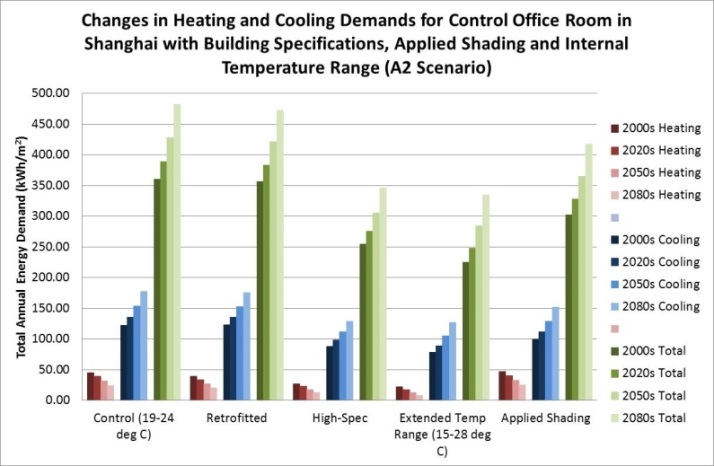 Changes in Heating and Cooling Demands for Control Office Room in
Shanghai with Building Specifications, Applied Shading and Internal
Temperature Range (A2 Scenario)
Total Annual Energy Demand (kWh/m²)
500.00
450.00
400.00
350.00
300.00
250.00
200.00
150.00
100.00
50.00
0.00
Control (19-24
deg C)
Retrofitted
High-Spec
Extended Temp
Range (15-28 deg
C)
Applied Shading
2000s Heating
2020s Heating
2050s Heating
2080s Heating
2000s Cooling
2020s Cooling
2050s Cooling
2080s Cooling
2000s Total
2020s Total
2050s Total
2080s Total